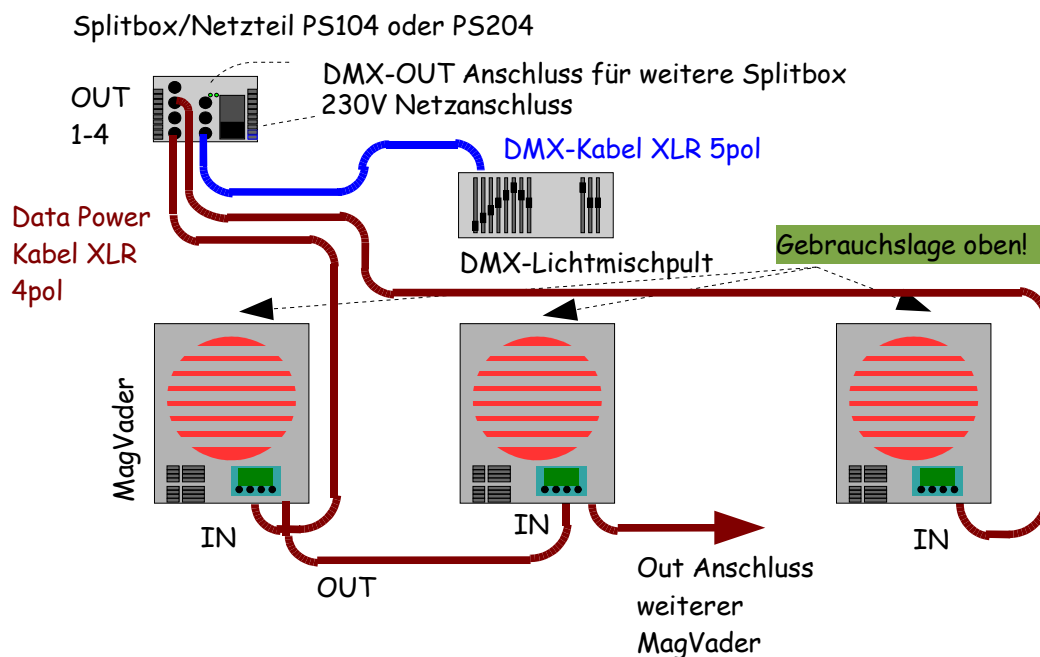 Splitbox/Netzteil PS104 oder PS204
OUT
1-4
DMX-OUT Anschluss für weitere Splitbox
230V Netzanschluss
DMX-Kabel XLR 5pol
Data Power
Kabel XLR
4pol
DMX-Lichtmischpult
Gebrauchslage oben!
MagVader
IN
OUT
IN
Out Anschluss
weiterer
MagVader
IN